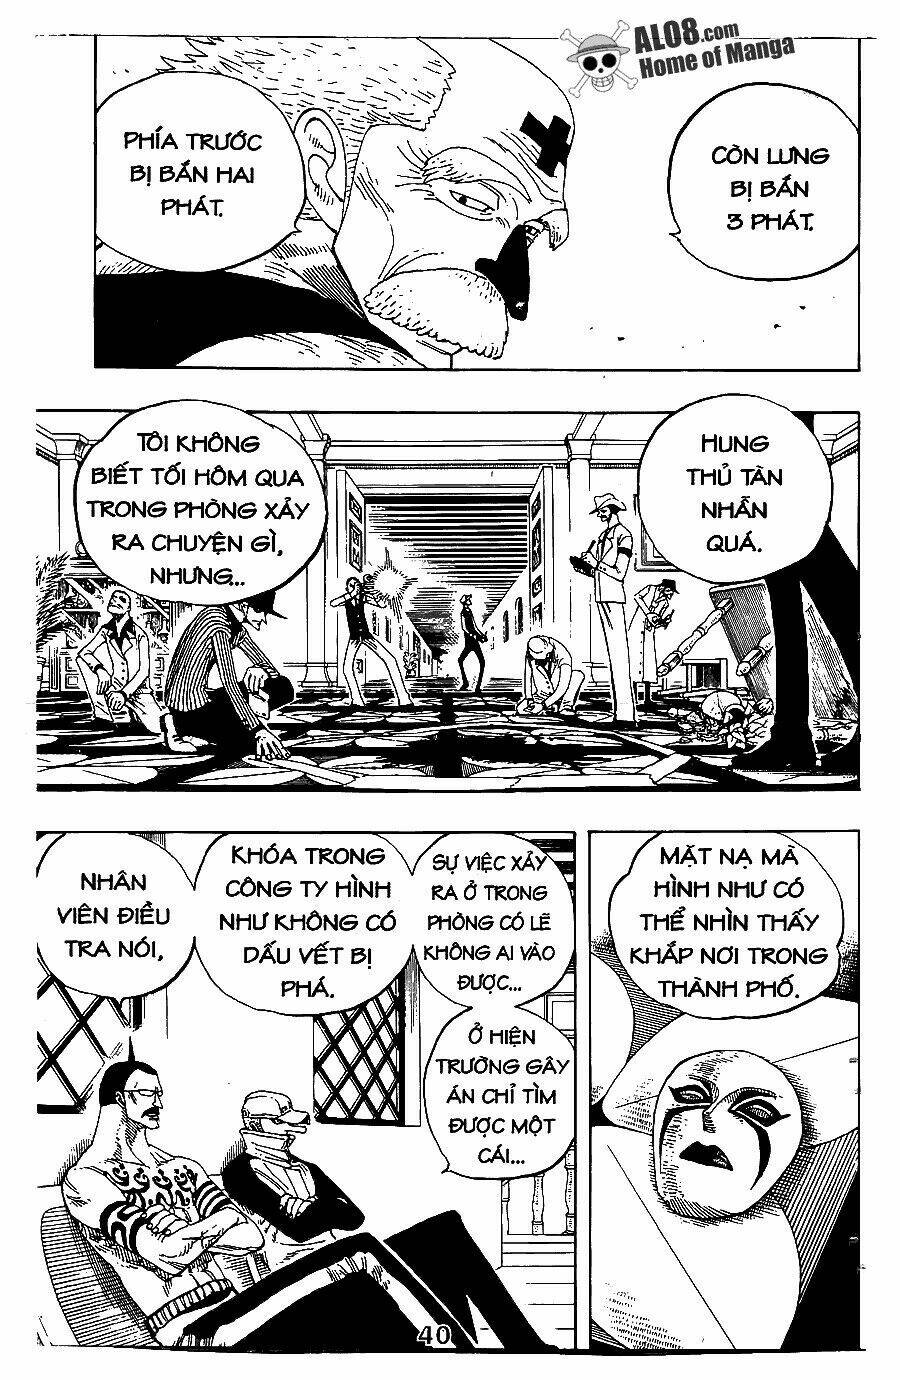 ALO8.com
Home of Manga
CÒN LƯNG
BỊ BẮN
3 PHÁT.
PHÍA TRƯỚC
BỊ BẮN HAI
PHÁT.
HUNG
THỦ TÀN
NHẪN
QUÁ.
TÔI KHÔNG
BIẾT TỐI HÔM QUA
TRONG PHÒNG XẢY
RA CHUYỆN GÌ,
NHƯNG...
MẶT NẠ MÀ
HÌNH NHƯ CÓ
THỂ NHÌN THẤY
KHẮP NƠI TRONG
THÀNH PHỐ.
SỰ VIỆC XẢY
RA Ở TRONG
PHÒNG CÓ LẼ
KHÔNG AI VÀO
ĐƯỢC...
Ở HIỆN
TRƯỜNG GÂY
ÁN CHỈ TÌM
ĐƯỢC MỘT
CÁI...
KHÓA TRONG
CÔNG TY HÌNH
NHƯ KHÔNG CÓ
DẤU VẾT BỊ
PHÁ.
NHÂN
VIÊN ĐIỀU
TRA NÓI,
40